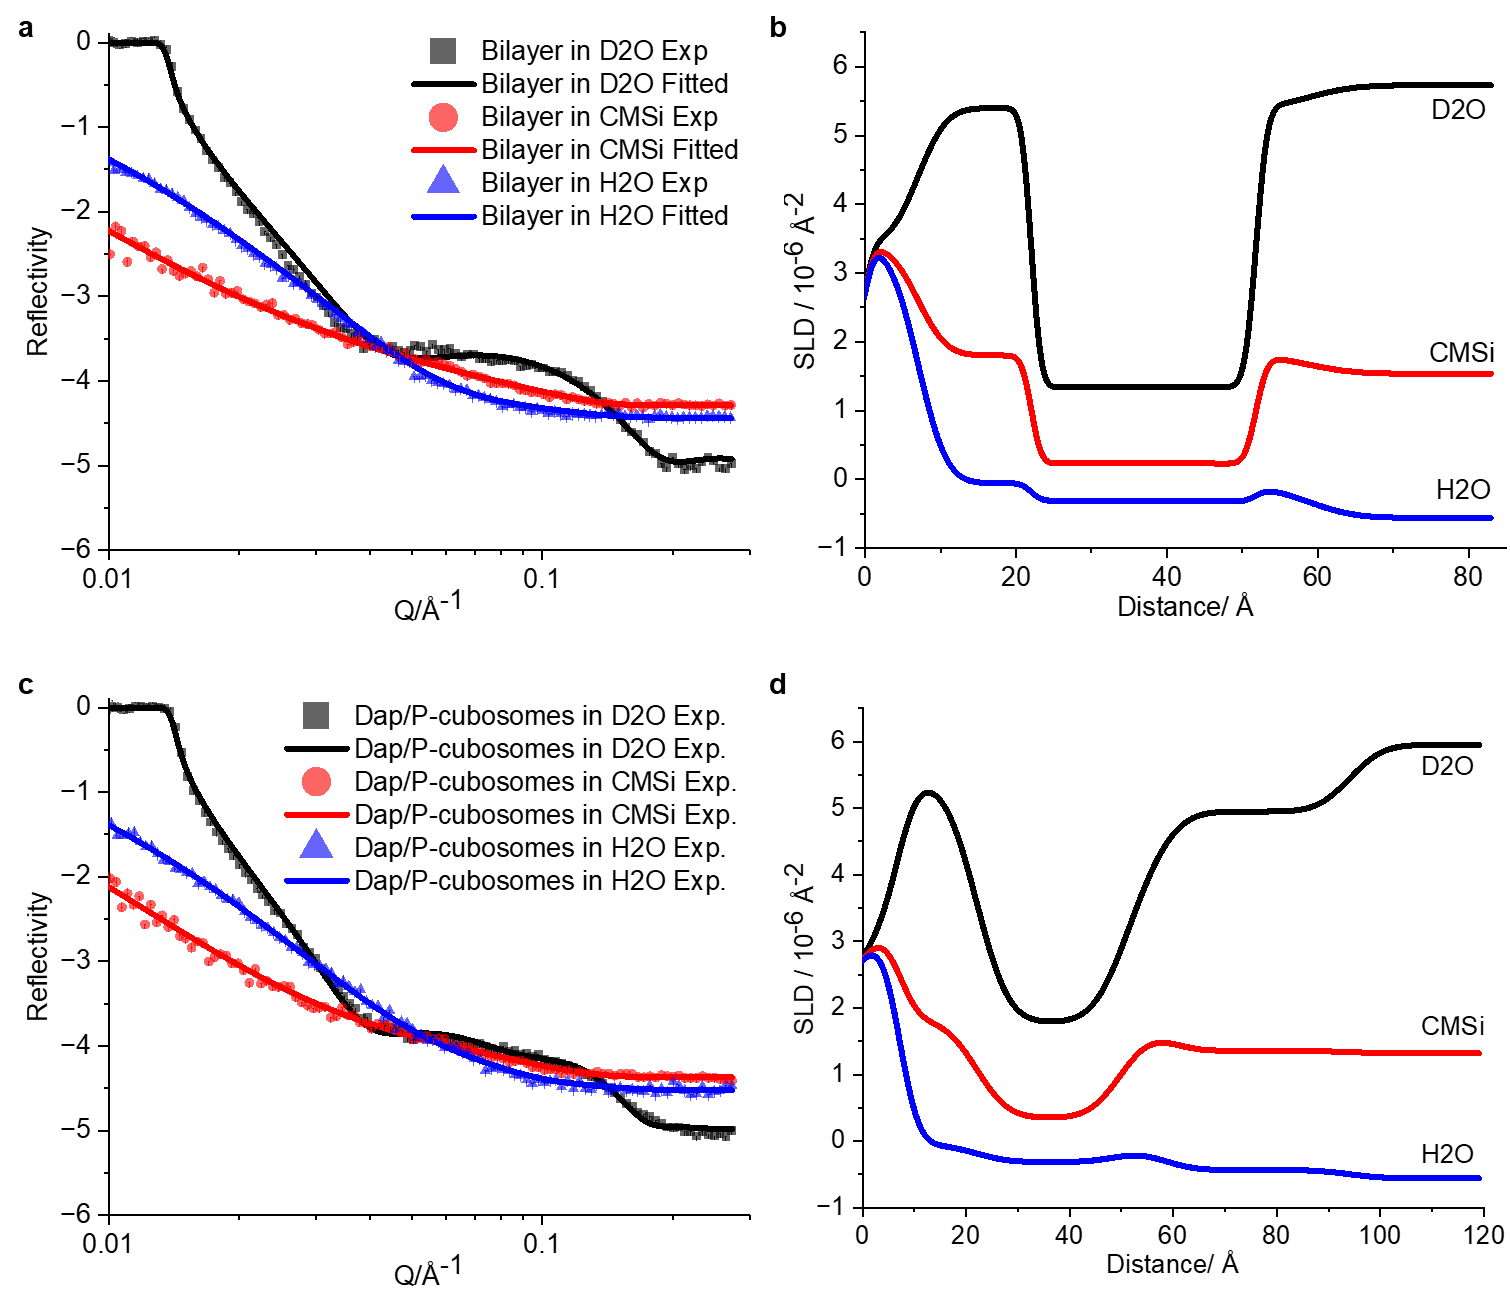 a
0
−1
−2
−3
−4
−5
−6
0.01
0.1
Reflectivity
Q/Å-1
Bilayer in D2O Exp
Bilayer in D2O Fitted
Bilayer in CMSi Exp
Bilayer in CMSi Fitted
Bilayer in H2O Exp
Bilayer in H2O Fitted
b
6
5
4
3
2
1
0
−1
0
20
40
60
80
SLD / 10-6 Å-2
Distance/ Å
D2O
CMSi
H2O
c
0
−1
−2
−3
−4
−5
−6
0.01
0.1
Reflectivity
Q/Å-1
Dap/P-cubosomes in D2O Exp.
Dap/P-cubosomes in D2O Exp.
Dap/P-cubosomes in CMSi Exp.
Dap/P-cubosomes in CMSi Exp.
Dap/P-cubosomes in H2O Exp.
Dap/P-cubosomes in H2O Exp.
d
6
5
4
3
2
1
0
−1
0
20
40
60
80
100
120
SLD / 10-6 Å-2
Distance/ Å
D2O
CMSi
H2O